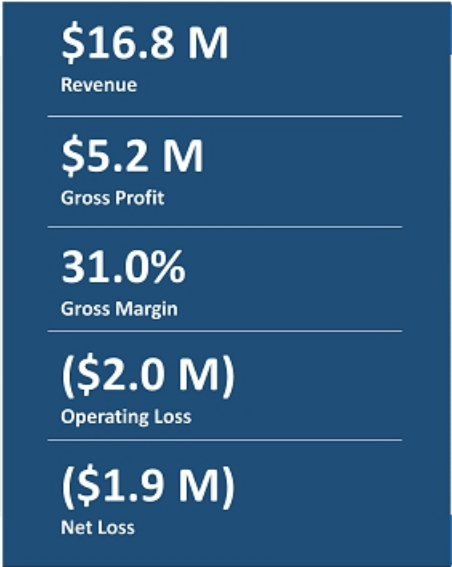 $16.8 M
Revenue
$5.2 M
Gross Profit
31.0%
Gross Margin
($2.0 M)
Operating Loss
($1.9 M)
Net Loss